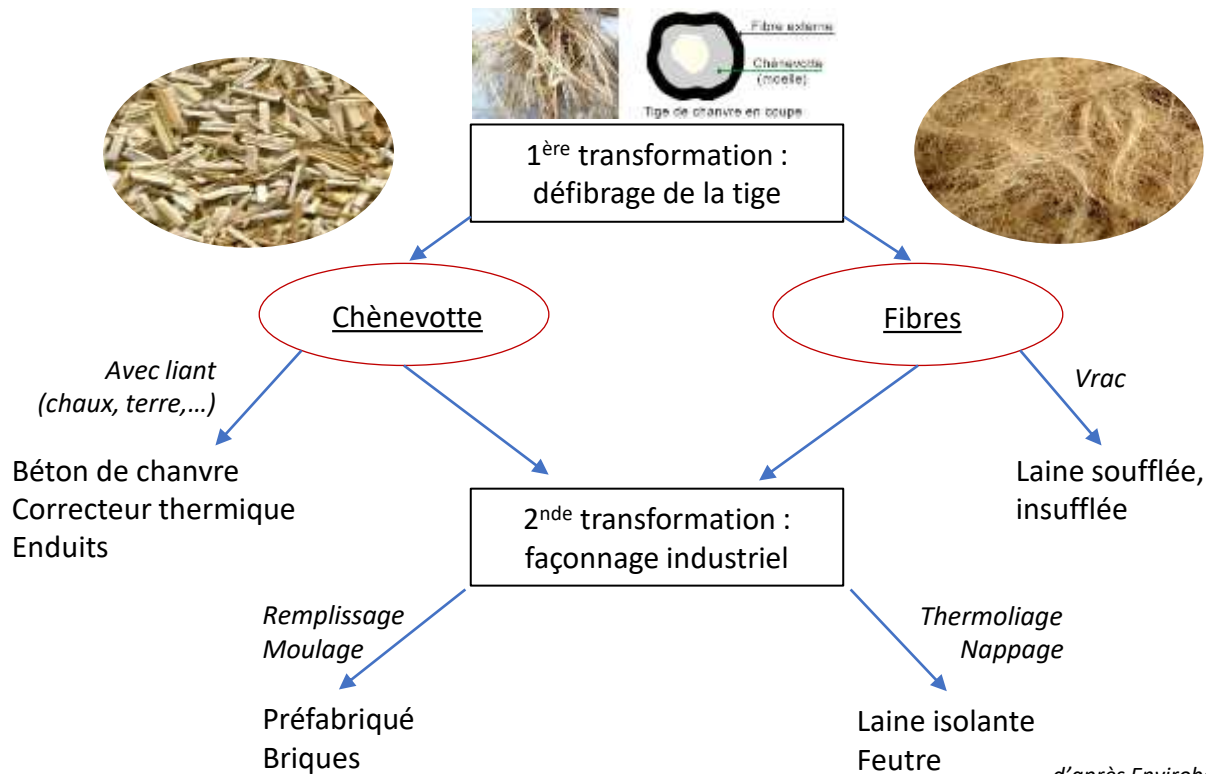 Fibre externe
Chènevotte
(moelle)
Tige de chanvre en coupe
1ère transformation :
défibrage de la tige
Chènevotte
Fibres
Avec liant
(chaux, terre,…)
Vrac
Béton de chanvre
Correcteur thermique
Enduits
Laine soufflée,
insufflée
2nde transformation :
façonnage industriel
Remplissage
Moulage
Thermoliage
Nappage
Préfabriqué
Briques
Laine isolante
Feutre
d'après